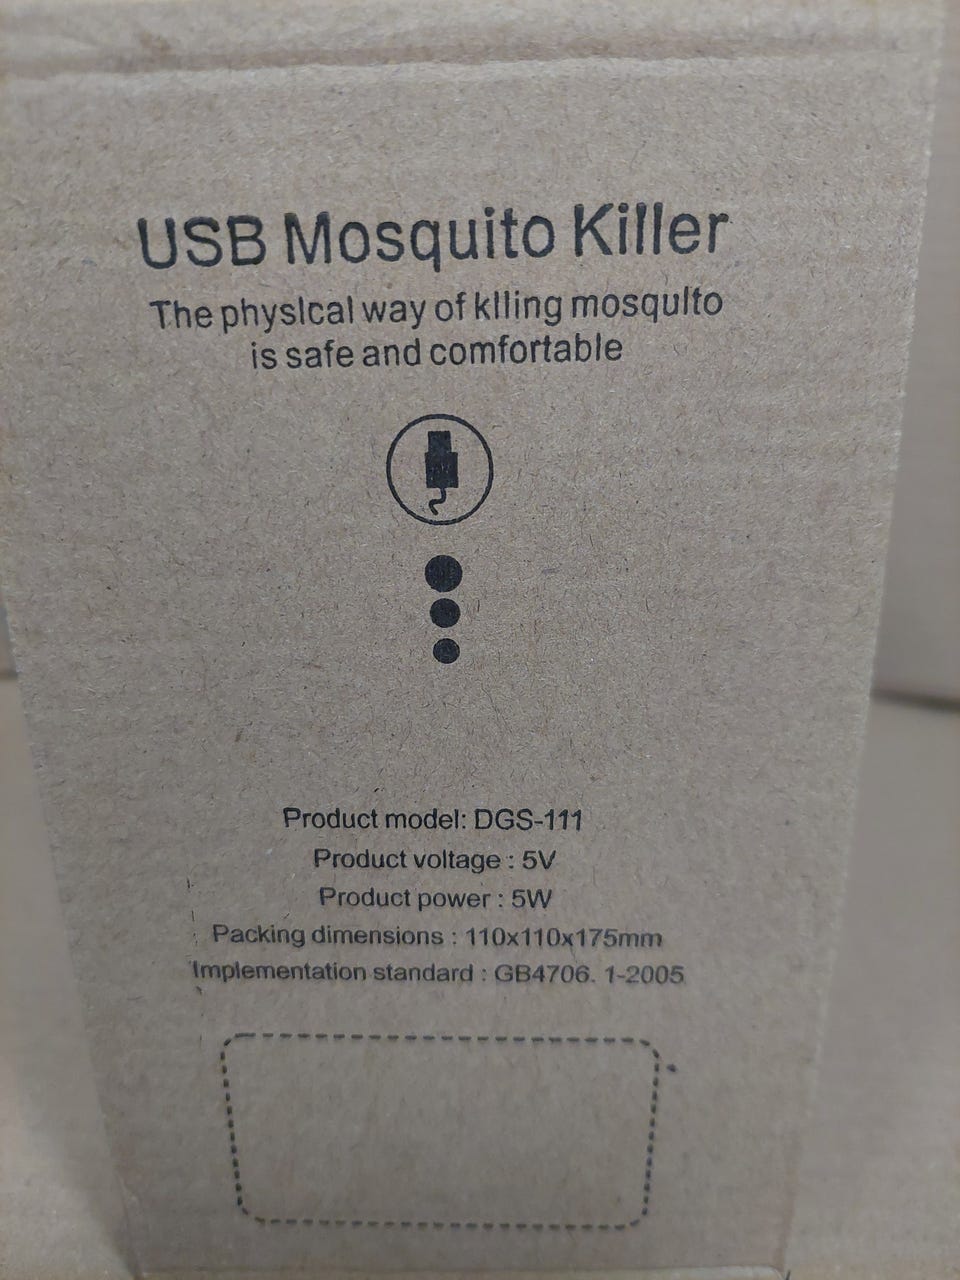 USB Mosquito Killer
The physlcal way of klling mosqulto
is safe and comfortable
Product model: DGS-111
Product voltage : 5V
Product power : 5W
Packing dimensions : 110x110x175mm
Implementation standard : GB4706. 1-2005